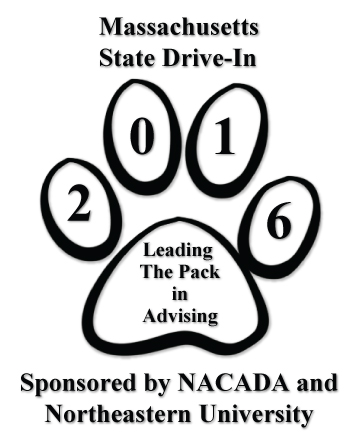 Massachusetts
State Drive-In
2 0 1 6
Leading
The Pack
in
Advising
Sponsored by NACADA and
Northeastern University